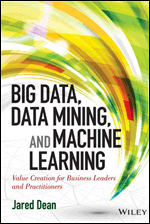 BIG DATA,
DATA MINING,
AND MACHINE
LEARNING
Value Creation for Business Leaders
and Practitioners
Jared Dean
WILEY